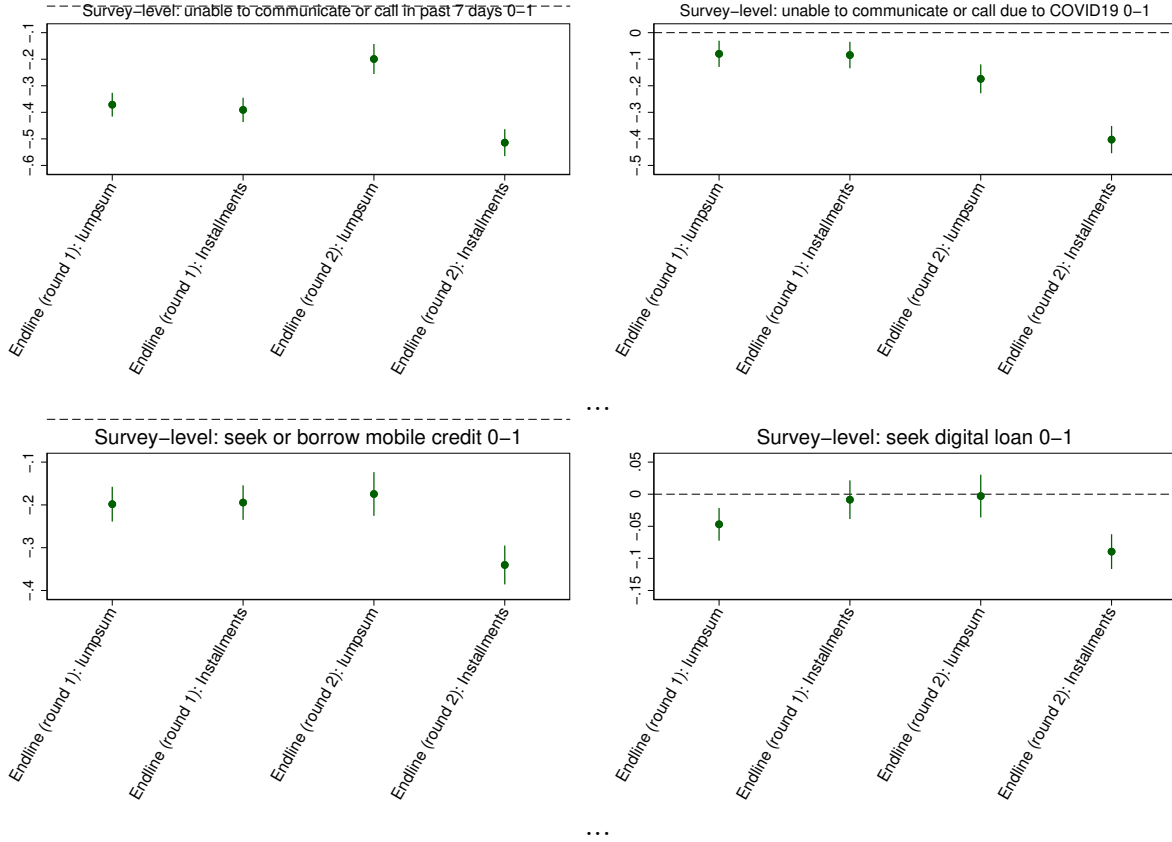 Survey−level: unable to communicate or call in past 7 days 0−1
−.1
−.2
−.3
−.4
−.5
−.6
Endline (round 1): lumpsum
Endline (round 1): Installments
Endline (round 2): lumpsum
Endline (round 2): Installments
Survey−level: unable to communicate or call due to COVID19 0−1
0
−.1
−.2
−.3
−.4
−.5
Endline (round 1): lumpsum
Endline (round 1): Installments
Endline (round 2): lumpsum
Endline (round 2): Installments
...
Survey−level: seek or borrow mobile credit 0−1
−.1
−.2
−.3
−.4
Endline (round 1): lumpsum
Endline (round 1): Installments
Endline (round 2): lumpsum
Endline (round 2): Installments
Survey−level: seek digital loan 0−1
.05
0
−.05
−.1
−.15
Endline (round 1): lumpsum
Endline (round 1): Installments
Endline (round 2): lumpsum
Endline (round 2): Installments
...